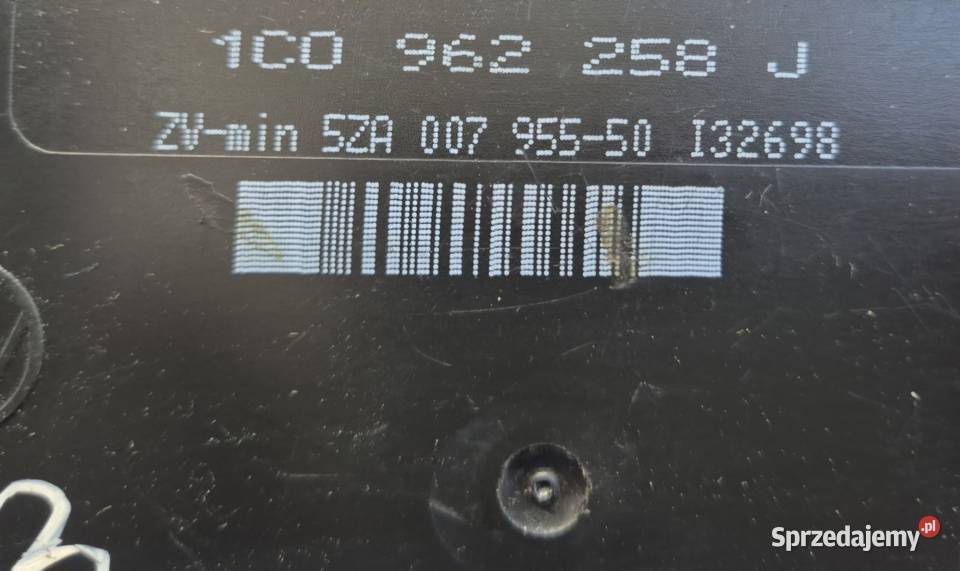 1C0 962 258 J
ZV-min 5ZA 007 955-50 I32698
Sprzedajemy.pl